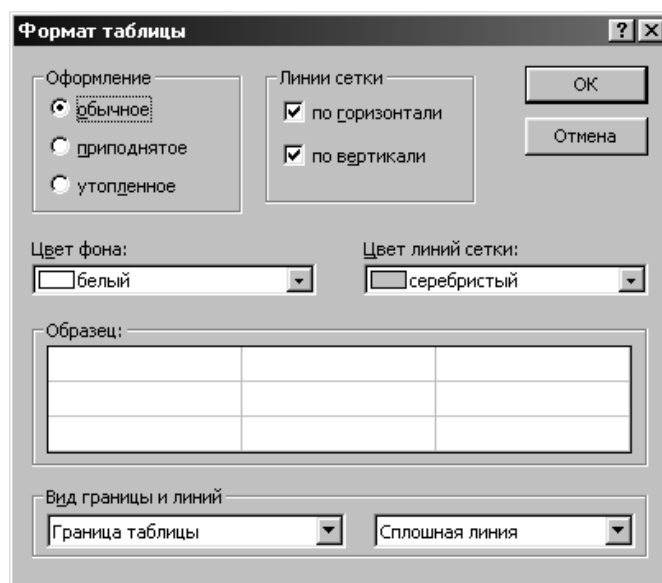 Формат таблицы
Оформление
обычное
приподнятое
утопленное
Линии сетки
по горизонтали
по вертикали
ОК
Отмена
Цвет фона:
белый
Цвет линий сетки:
серебристый
Образец:
Вид границы и линий
Граница таблицы
Сплошная линия